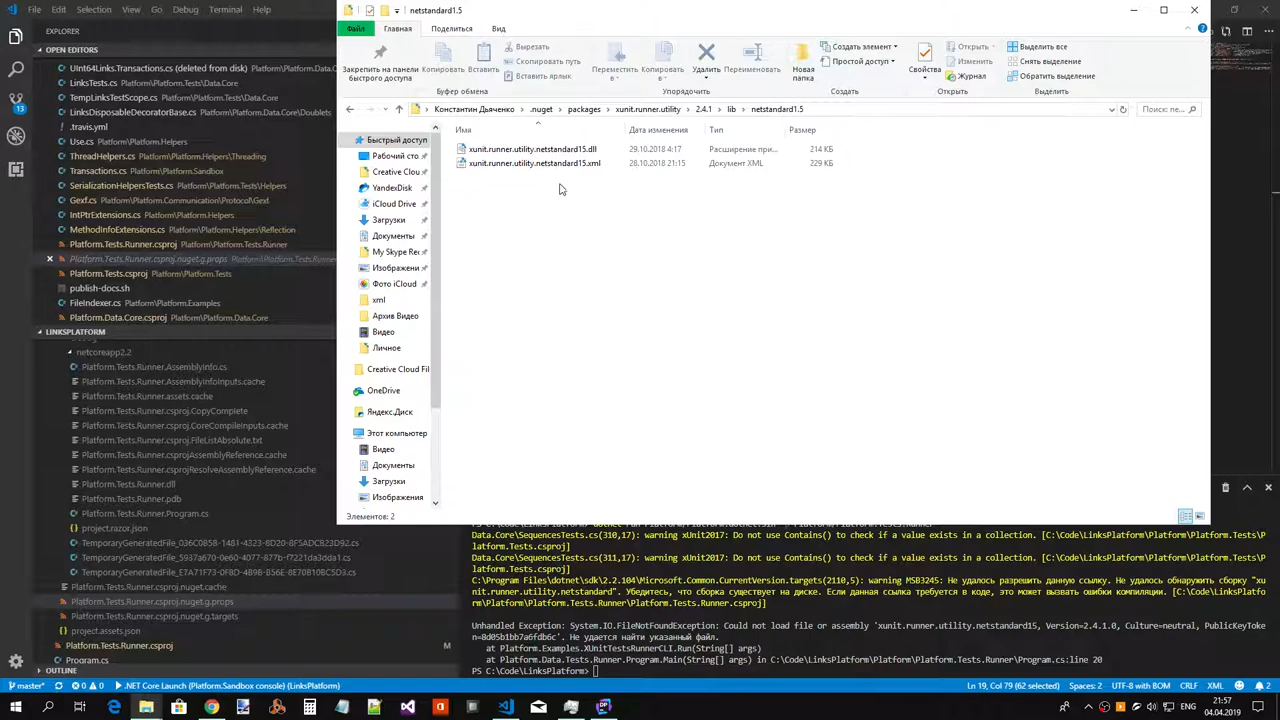 File Edit Selection View Go Debug
netstandard1.5
Файл Главная Поделиться Вид
Закрепить на панели быстрого доступа
Копировать
Вставить
Вырезать
Скопировать путь
Вставить ярлык
Буфер обмена
Переместить в
Копировать в
Удалить
Переименовать
Упорядочить
Новая папка
Создать элемент
Простой доступ
Создать
Свойства
Открыть
Изменить
Журнал
Открыть
Выделить все
Снять выделение
Обратить выделение
Выделить
Константин Дьяченко > .nuget > packages > xunit.runner.utility > 2.4.1 > lib > netstandard1.5
Поиск: ne...
Имя Дата изменения Тип Размер
xunit.runner.utility.netstandard15.dll 29.10.2018 4:17 Расширение при... 214 КБ
xunit.runner.utility.netstandard15.xml 28.10.2018 21:15 Документ XML 229 КБ
Быстрый доступ
Рабочий сто
Creative Clou
YandexDisk
iCloud Drive
Загрузки
Документы
My Skype Rec
Изображени
Фото iCloud
xml
Архив Видео
Видео
Личное
Creative Cloud Fil
OneDrive
Яндекс.Диск
Этот компьютер
Видео
Документы
Загрузки
Изображения
Элементов: 2
EXPLORER
OPEN EDITORS
UInt64Links.Transactions.cs (deleted from disk) Platform\Platform.Da
LinksTests.cs Platform\Platform.Tests\Data.Core
TempLinksTestScope.cs Platform\Platform.Tests\Data.Core
LinksDisposableDecoratorBase.cs Platform\Platform.Data.Co
.travis.yml
Use.cs Platform\Platform.Helpers
ThreadHelpers.cs Platform\Platform.Helpers\Threading
Transactions.cs Platform\Platform.Sandbox
SerializationHelpersTests.cs Platform\Platform.Tests\Helpers
Gexf.cs Platform\Platform.Communication\Protocol\Gexf
IntPtrExtensions.cs Platform\Platform.Helpers
MethodInfoExtensions.cs Platform\Platform.Helpers\Reflection
Platform.Tests.Runner.csproj Platform\Platform.Tests.Runner
Platform.Tests.Runner.csproj.nuget.g.props Platform\Platform.Tests.Runner
Platform.Tests.csproj Platform\Platform.Tests
publish-docs.sh
FileIndexer.cs Platform\Platform.Examples
Platform.Data.Core.csproj Platform\Platform.Data.Core
LINKSPLATFORM
netcoreapp2.2
Platform.Tests.Runner.AssemblyInfo.cs
Platform.Tests.Runner.AssemblyInfoInputs.cache
Platform.Tests.Runner.assets.cache
Platform.Tests.Runner.csproj.CopyComplete
Platform.Tests.Runner.csproj.CoreCompileInputs.cache
Platform.Tests.Runner.csproj.FileListAbsolute.txt
Platform.Tests.Runner.csprojAssemblyReference.cache
Platform.Tests.Runner.csprojResolveAssemblyReference.cache
Platform.Tests.Runner.dll
Platform.Tests.Runner.pdb
Platform.Tests.Runner.Program.cs
project.razor.json
TemporaryGeneratedFile_036C0B5B-1481-4323-8D20-8F5ADCB23D92.cs
TemporaryGeneratedFile_5937a670-0e60-4077-877b-f7221da3dda1.cs
TemporaryGeneratedFile_E7A71F73-0F8D-4B9B-B56E-8E70B10BC5D3.cs
Platform.Tests.Runner.csproj.nuget.cache
Platform.Tests.Runner.csproj.nuget.g.props
Platform.Tests.Runner.csproj.nuget.g.targets
project.assets.json
Platform.Tests.Runner.csproj M
Program.cs
OUTLINE
Data.Core\SequencesTests.cs(310,17): warning xUnit2017: Do not use Contains() to check if a value exists in a collection. [C:\Code\LinksPlatform\Platform\Platform.Tests\P
latform.Tests.csproj]
Data.Core\SequencesTests.cs(311,17): warning xUnit2017: Do not use Contains() to check if a value exists in a collection. [C:\Code\LinksPlatform\Platform\Platform.Tests\P
latform.Tests.csproj]
C:\Program Files\dotnet\sdk\2.2.104\Microsoft.Common.CurrentVersion.targets(2110,5): warning MSB3245: Не удалось разрешить данную ссылку. Не удалось обнаружить сборку "xu
nit.runner.utility.netstandard". Убедитесь, что сборка существует на диске. Если данная ссылка требуется в коде, это может вызвать ошибки компиляции. [C:\Code\LinksPlatfo
rm\Platform\Platform.Tests.Runner\Platform.Tests.Runner.csproj]
Unhandled Exception: System.IO.FileNotFoundException: Could not load file or assembly 'xunit.runner.utility.netstandard15, Version=2.4.1.0, Culture=neutral, PublicKeyToke
n=8d05b1bb7a6fdb6c'. Не удается найти указанный файл.
at Platform.Examples.XUnitTestsRunnerCLI.Run(String[] args)
at Platform.Data.Tests.Runner.Program.Main(String[] args) in C:\Code\LinksPlatform\Platform\Platform.Tests.Runner\Program.cs:line 20
PS C:\Code\LinksPlatform>
master* 0 0 .NET Core Launch (Platform.Sandbox console) (LinksPlatform)
Ln 19, Col 79 (62 selected) Spaces: 2 UTF-8 with BOM CRLF XML 2
ENG 21:57
04.04.2019